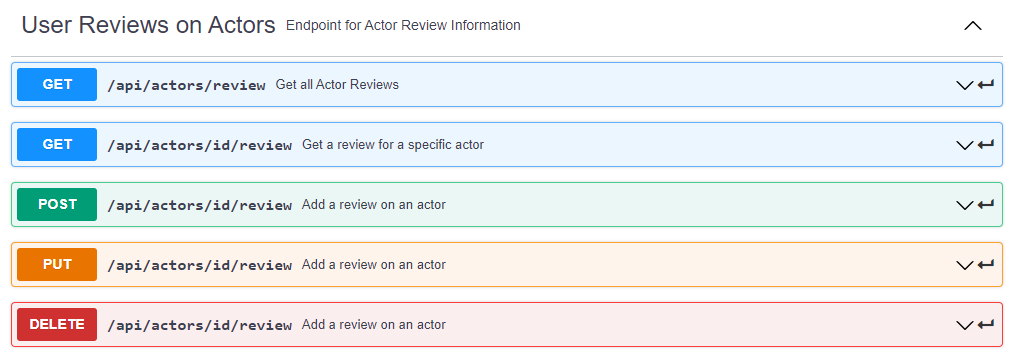 User Reviews on Actors Endpoint for Actor Review Information
GET /api/actors/review Get all Actor Reviews
GET /api/actors/id/review Get a review for a specific actor
POST /api/actors/id/review Add a review on an actor
PUT /api/actors/id/review Add a review on an actor
DELETE /api/actors/id/review Add a review on an actor